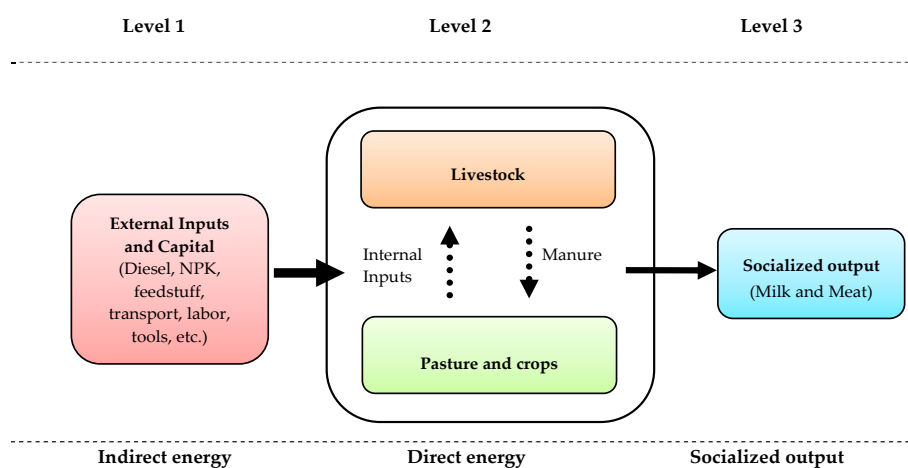 Level 1
Level 2
Level 3
Livestock
External Inputs
and Capital
(Diesel, NPK,
feedstuff,
transport, labor,
tools, etc.)
Internal
Inputs
Manure
Socialized output
(Milk and Meat)
Pasture and crops
Indirect energy
Direct energy
Socialized output